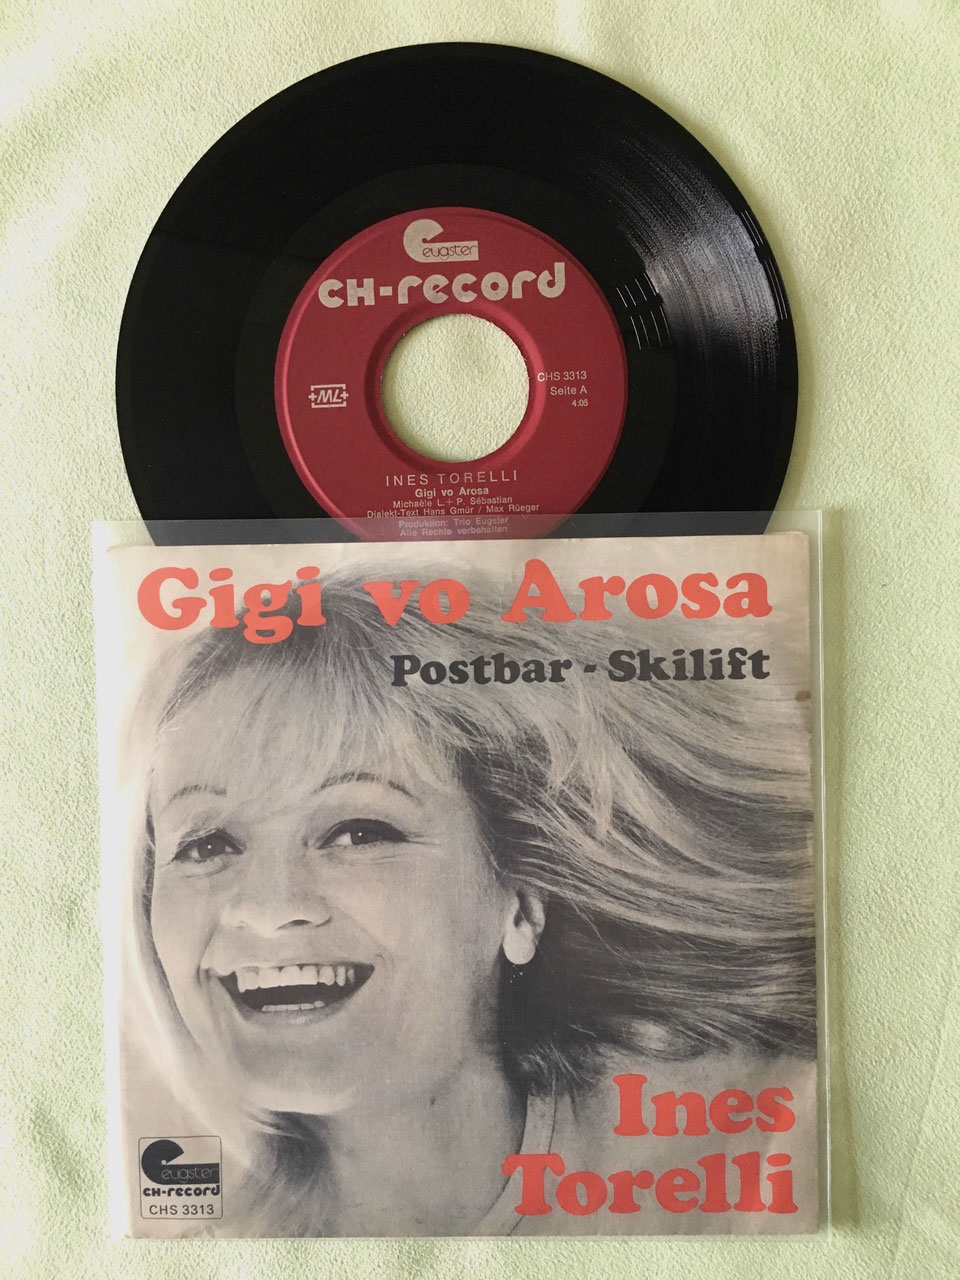 eugster
CH-record
CHS 3313
Seite A
4:05
+ML+
INES TORELLI
Gigi vo Arosa
Michaèle L.+ P. Sébastian
Dialekt-Text Hans Gmür / Max Rüeger
Produktion: Trio Eugster
Alle Rechte vorbehalten
Gigi vo Arosa
Postbar - Skilift
Ines
Torelli
eugster
CH-record
CHS 3313